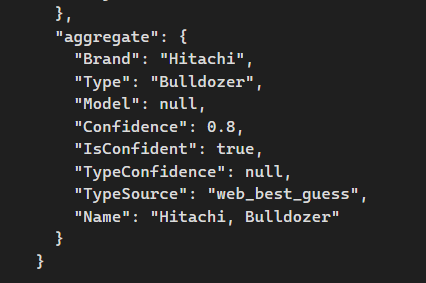 },
"aggregate": {
"Brand": "Hitachi",
"Type": "Bulldozer",
"Model": null,
"Confidence": 0.8,
"IsConfident": true,
"TypeConfidence": null,
"TypeSource": "web_best_guess",
"Name": "Hitachi, Bulldozer"
}
}